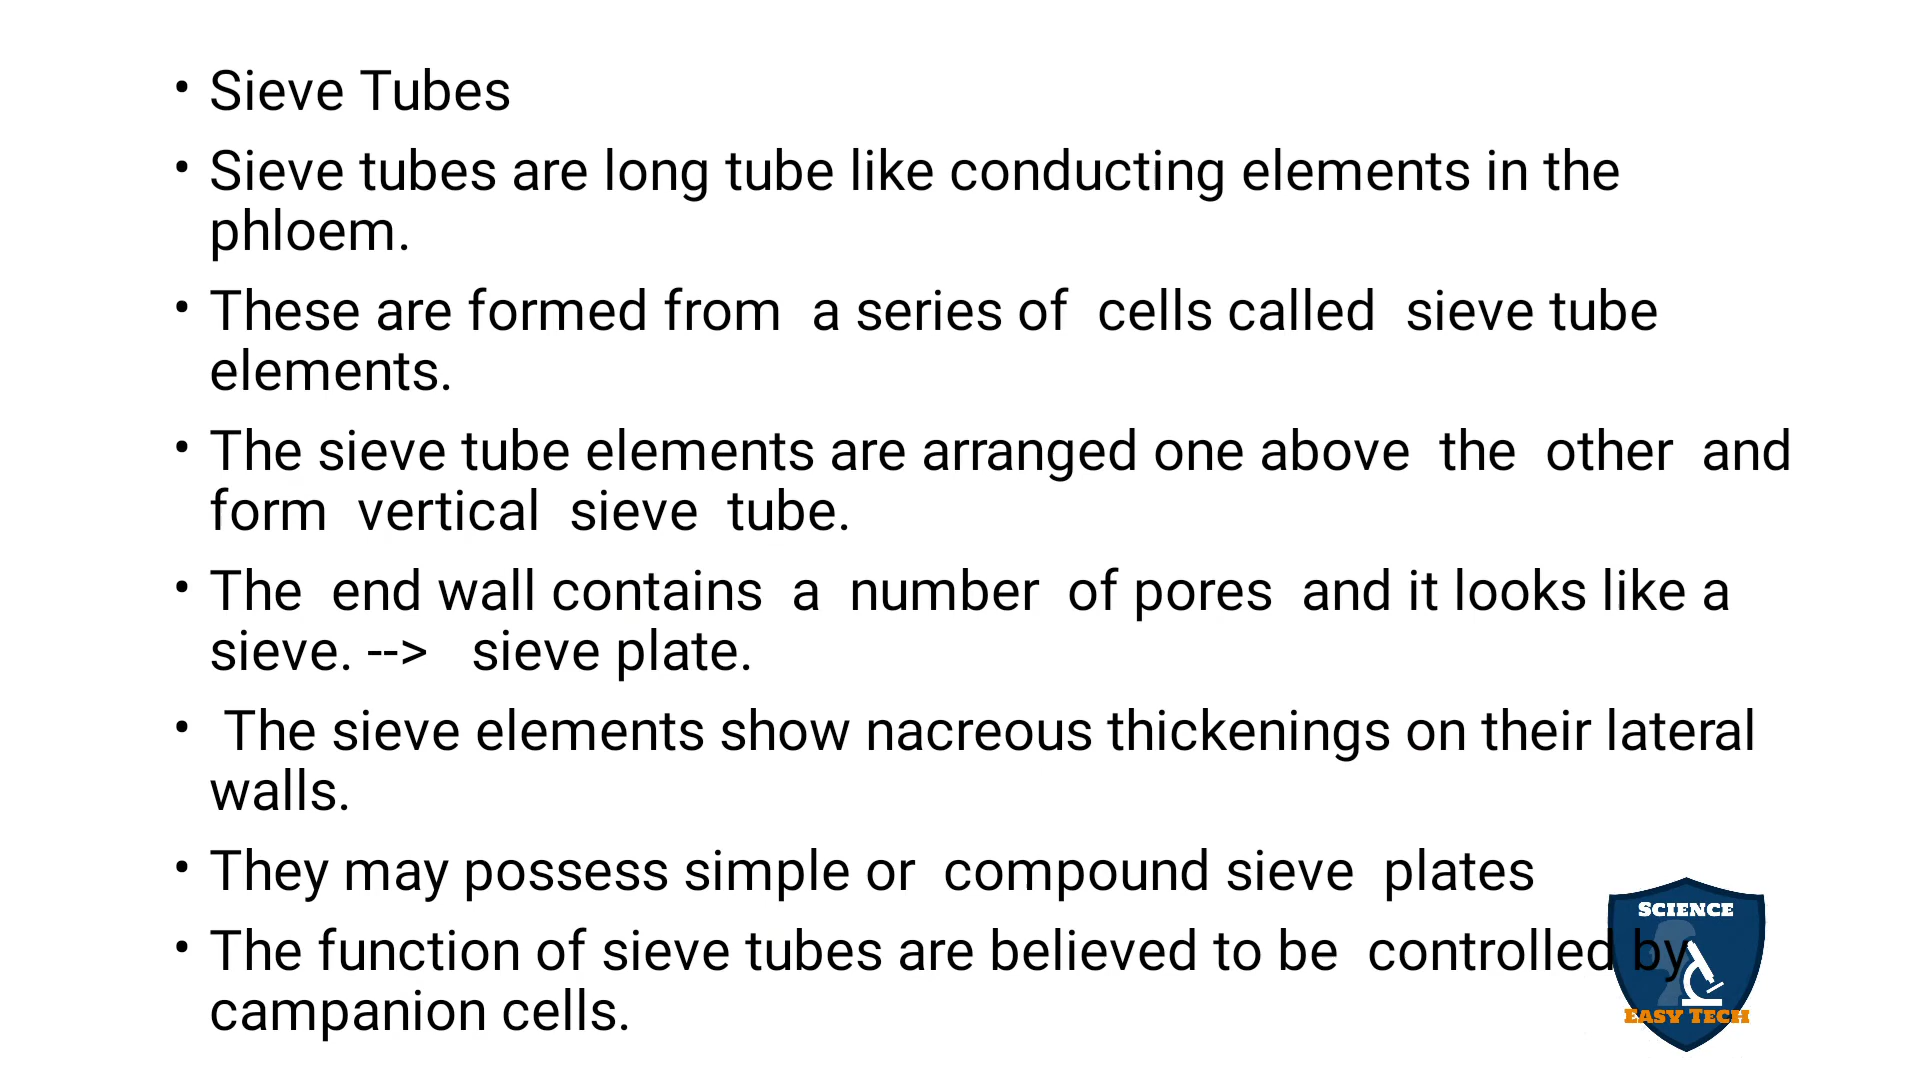 • Sieve Tubes
• Sieve tubes are long tube like conducting elements in the
phloem.
• These are formed from  a series of  cells called  sieve tube
elements.
• The sieve tube elements are arranged one above  the  other  and
form  vertical  sieve  tube.
• The  end wall contains  a  number  of pores  and it looks like a
sieve. -->   sieve plate.
•  The sieve elements show nacreous thickenings on their lateral
walls.
• They may possess simple or  compound sieve  plates
• The function of sieve tubes are believed to be  controlled by
campanion cells.
SCIENCE
EASY TECH